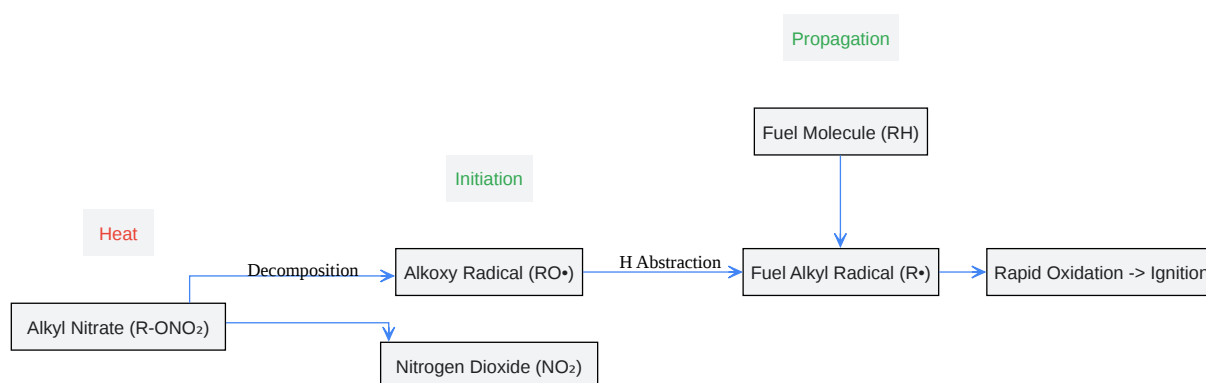 Propagation
Fuel Molecule (RH)
Initiation
Heat
Decomposition
Alkoxy Radical (RO•)
H Abstraction
Fuel Alkyl Radical (R•)
Rapid Oxidation -> Ignition
Alkyl Nitrate (R-ONO₂)
Nitrogen Dioxide (NO₂)